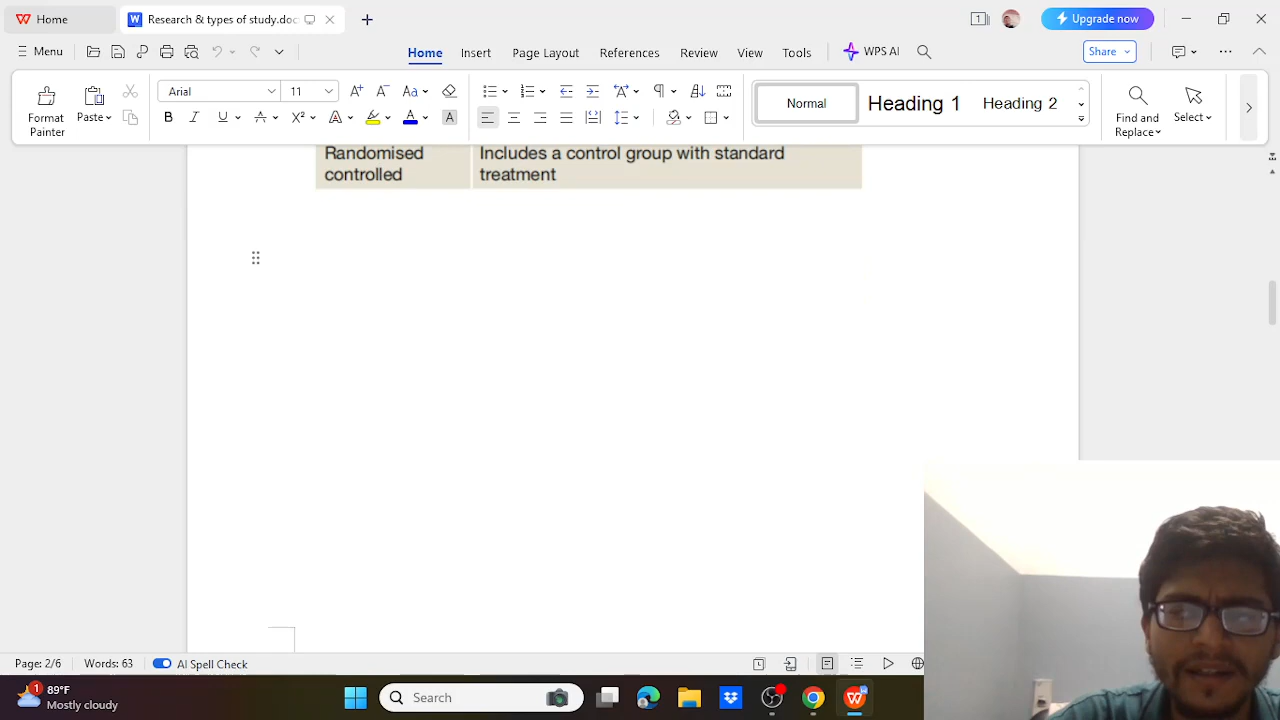 Home
Research & types of study.doc
1
Upgrade now
Menu
Home
Insert
Page Layout
References
Review
View
Tools
WPS AI
Share
Format
Painter
Paste
Arial
11
Normal
Heading 1
Heading 2
Find and
Replace
Select
Randomised
controlled
Includes a control group with standard
treatment
Page: 2/6
Words: 63
AI Spell Check
1
89°F
Mostly cloudy
Search